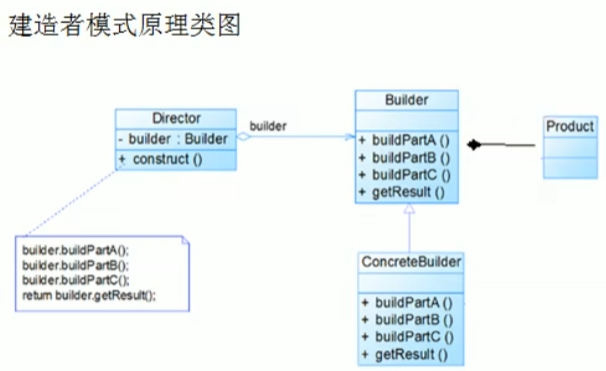 建造者模式原理类图
Director
- builder : Builder
+ construct ()
builder
Builder
+ buildPartA ()
+ buildPartB ()
+ buildPartC ()
+ getResult ()
Product
builder.buildPartA();
builder.buildPartB();
builder.buildPartC();
return builder.getResult();
ConcreteBuilder
+ buildPartA ()
+ buildPartB ()
+ buildPartC ()
+ getResult ()